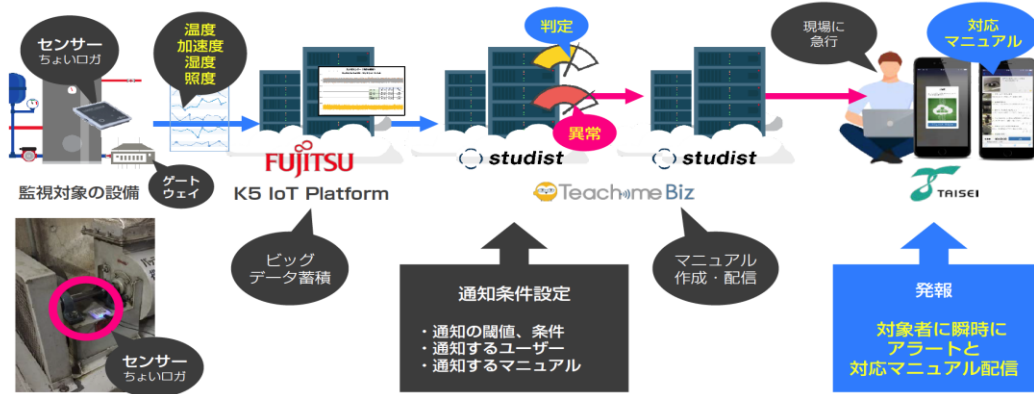 センサー
ちょいロガ
温度
加速度
湿度
照度
判定
異常
現場に
急行
対応
マニュアル
監視対象の設備
ゲート
ウェイ
FUJITSU
K5 IoT Platform
studist
studist
Teachme Biz
TAISEI
ビッグ
データ蓄積
マニュアル
作成・配信
通知条件設定
・通知の閾値、条件
・通知するユーザー
・通知するマニュアル
発報
対象者に瞬時に
アラートと
対応マニュアル配信
センサー
ちょいロガ